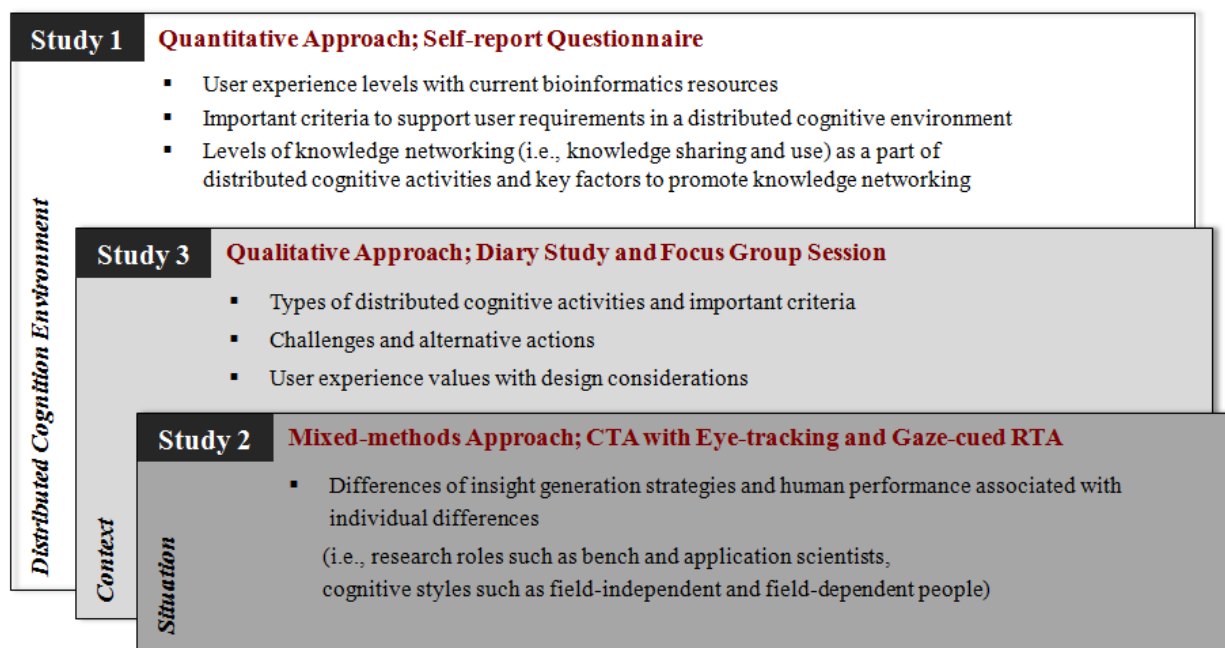 Study 1
Quantitative Approach; Self-report Questionnaire
▪ User experience levels with current bioinformatics resources
▪ Important criteria to support user requirements in a distributed cognitive environment
▪ Levels of knowledge networking (i.e., knowledge sharing and use) as a part of
distributed cognitive activities and key factors to promote knowledge networking
Distributed Cognition Environment
Study 3
Qualitative Approach; Diary Study and Focus Group Session
▪ Types of distributed cognitive activities and important criteria
▪ Challenges and alternative actions
▪ User experience values with design considerations
Context
Study 2
Mixed-methods Approach; CTA with Eye-tracking and Gaze-cued RTA
▪ Differences of insight generation strategies and human performance associated with
individual differences
(i.e., research roles such as bench and application scientists,
cognitive styles such as field-independent and field-dependent people)
Situation